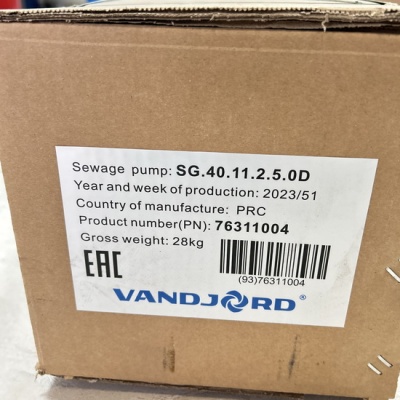 Sewage pump: SG.40.11.2.5.0D
Year and week of production: 2023/51
Country of manufacture: PRC
Product number(PN): 76311004
Gross weight: 28kg
EAC
(93)76311004
VANDJORD®